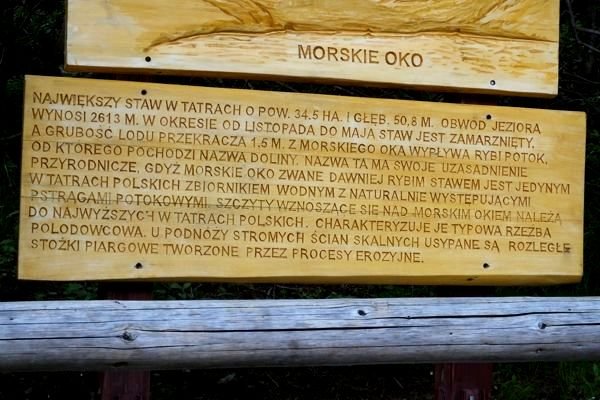 MORSKIE OKO
NAJWIĘKSZY STAW W TATRACH O POW. 34.5 HA. I GŁĘB. 50,8 M. OBWÓD JEZIORA
WYNOSI 2613 M. W OKRESIE OD LISTOPADA DO MAJA STAW JEST ZAMARZNIĘTY,
A GRUBOŚĆ LODU PRZEKRACZA 1.5 M. Z MORSKIEGO OKA WYPŁYWA RYBI POTOK,
OD KTOREGO POCHODZI NAZWA DOLINY. NAZWA TA MA SWOJE UZASADNIENIE
PRZYRODNICZE, GDYŻ MORSKIE OKO ZWANE DAWNIEJ RYBIM STAWEM JEST JEDYNYM
W TATRACH POLSKICH ZBIORNIKIEM WODNYM Z NATURALNIE WYSTĘPUJĄCYMI
PSTRĄGAMI POTOKOWYMI. SZCZYTY WZNOSZĄCE SIĘ NAD MORSKIM OKIEM NALEŻĄ
DO NAJWYŻSZYCH W TATRACH POLSKICH. CHARAKTERYZUJE JE TYPOWA RZEŹBA
POLODOWCOWA. U PODNÓŻY STROMYCH ŚCIAN SKALNYCH USYPANE SĄ ROZLEGŁE
STOŻKI PIARGOWE TWORZONE PRZEZ PROCESY EROZYJNE.